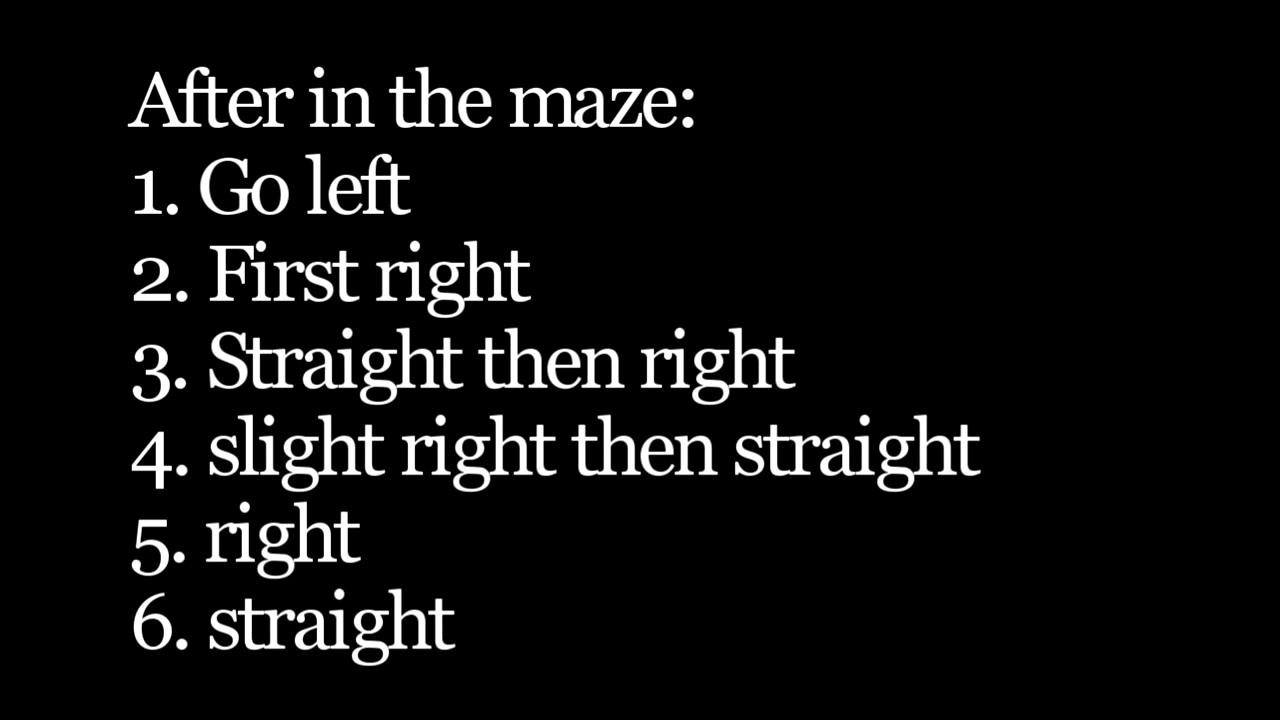 After in the maze:
1. Go left
2. First right
3. Straight then right
4. slight right then straight
5. right
6. straight